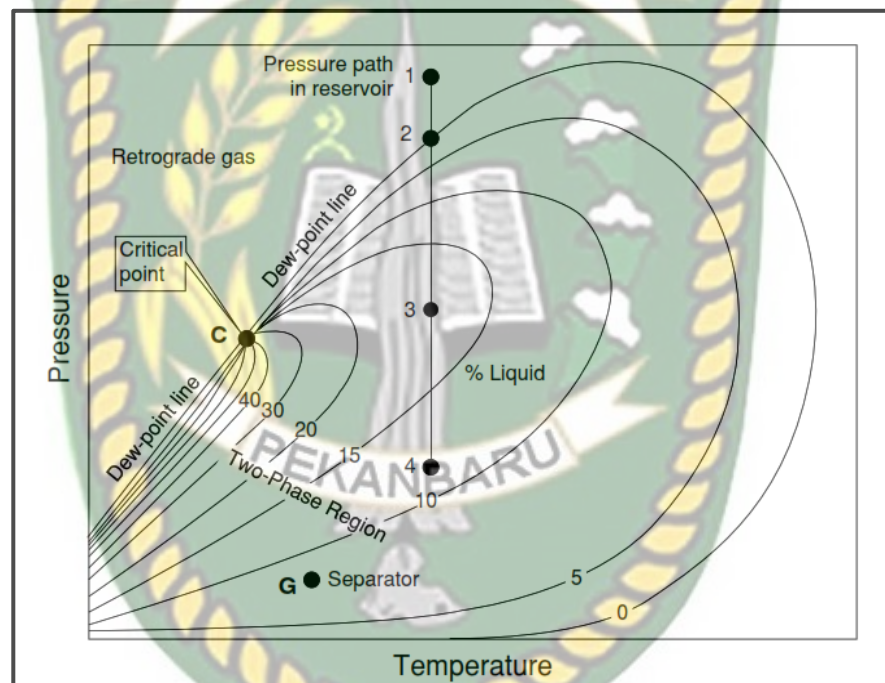 Pressure path
in reservoir
1
2
Retrograde gas
Dew-point line
Critical
point
C
3
% Liquid
Pressure
Dew-point line
40
30
20
15
4
10
Two-Phase Region
PEKANBARU
G
Separator
5
0
Temperature